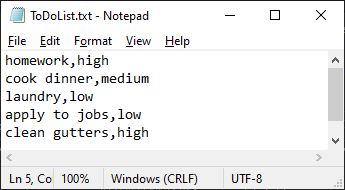 ToDoList.txt - Notepad
File Edit Format View Help
homework,high
cook dinner,medium
laundry,low
apply to jobs,low
clean gutters,high
Ln 5, Co 100% Windows (CRLF) UTF-8